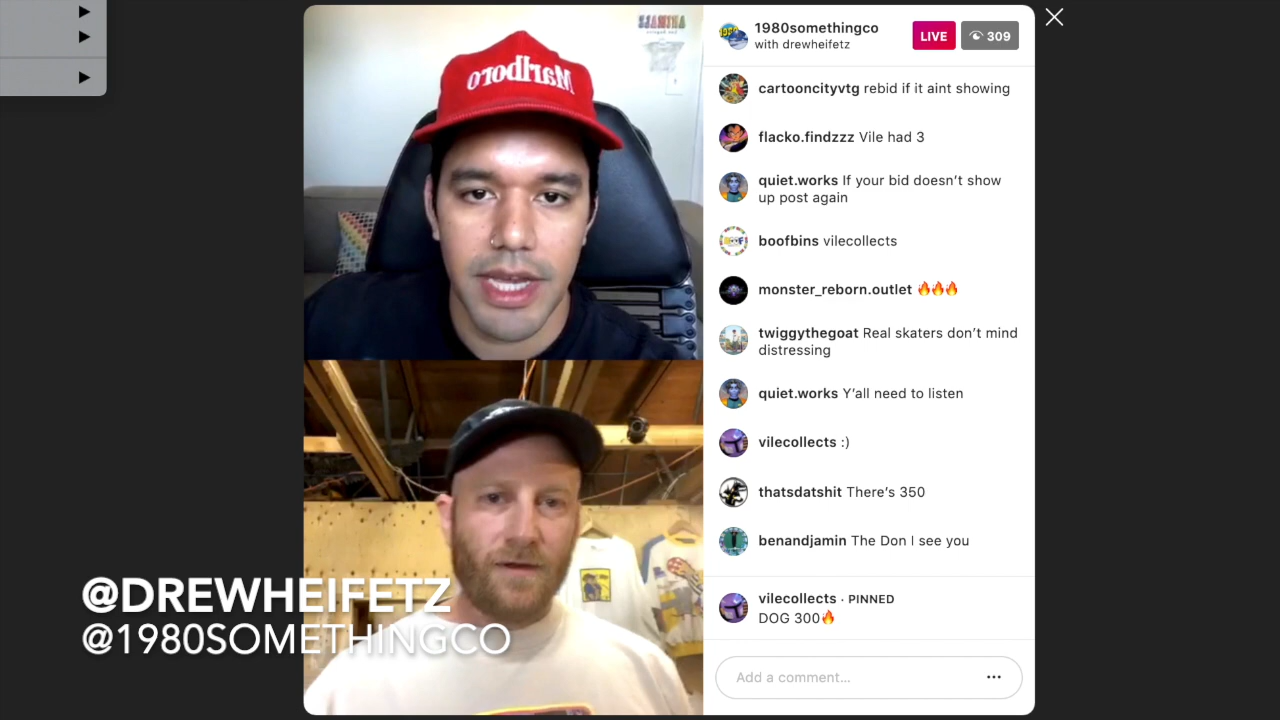 Marlboro
ANIMALS
1980somethingco
with drewheifetz
LIVE
309
cartooncityvtg rebid if it aint showing
flacko.findzzz Vile had 3
quiet.works If your bid doesn’t show
up post again
boofbins vilecollects
monster_reborn.outlet 🔥🔥🔥
twiggythegoat Real skaters don’t mind
distressing
quiet.works Y’all need to listen
vilecollects :)
thatsdatshit There’s 350
benandjamin The Don I see you
vilecollects · PINNED
DOG 300🔥
Add a comment...
@DREWHEIFETZ
@1980SOMETHINGCO